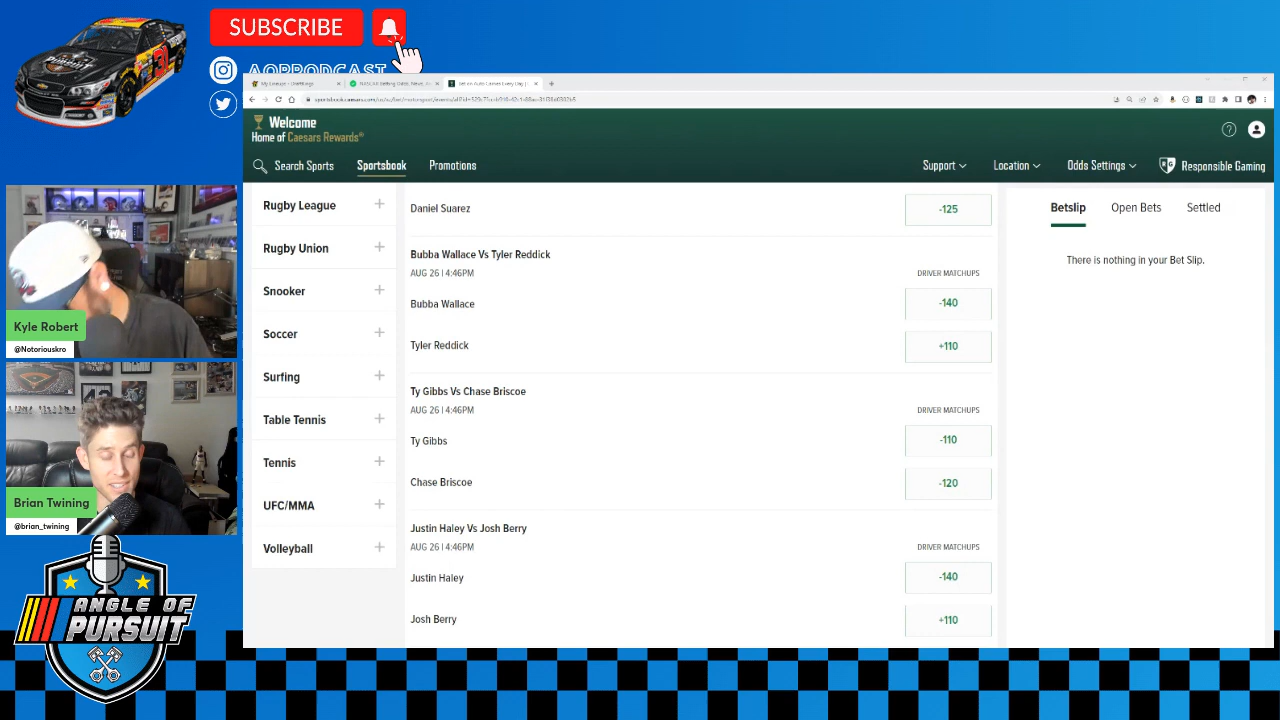 SUBSCRIBE
AOPPODCAST
Welcome
Home of Caesars Rewards®
Search Sports
Sportsbook
Promotions
Support
Location
Odds Settings
RG
Responsible Gaming
Rugby League
Rugby Union
Snooker
Soccer
Surfing
Table Tennis
Tennis
UFC/MMA
Volleyball
Daniel Suarez
-125
Bubba Wallace Vs Tyler Reddick
AUG 26 | 4:46PM
DRIVER MATCHUPS
Bubba Wallace
-140
Tyler Reddick
+110
Ty Gibbs Vs Chase Briscoe
AUG 26 | 4:46PM
DRIVER MATCHUPS
Ty Gibbs
-110
Chase Briscoe
-120
Justin Haley Vs Josh Berry
AUG 26 | 4:46PM
DRIVER MATCHUPS
Justin Haley
-140
Josh Berry
+110
Betslip
Open Bets
Settled
There is nothing in your Bet Slip.
Kyle Robert
@Notoriouskro
Brian Twining
@brian_twining
ANGLE OF
PURSUIT